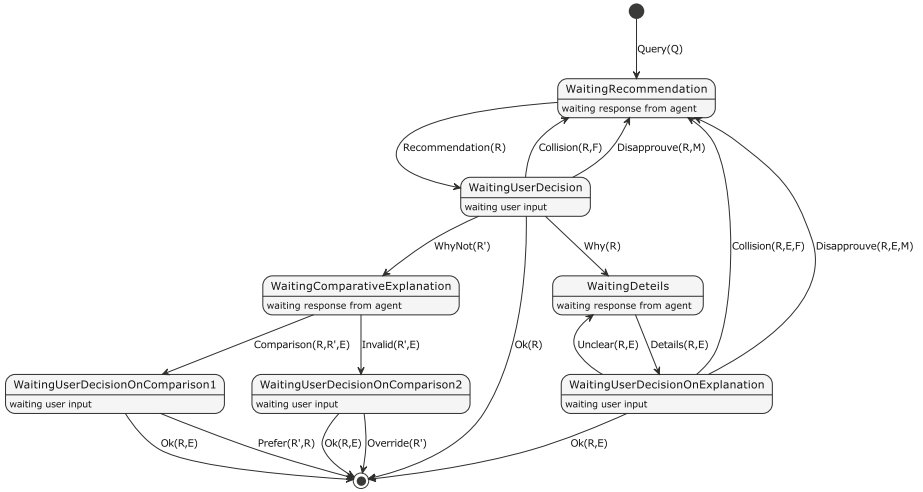 Query(Q)
WaitingRecommendation
waiting response from agent
Recommendation(R)
Collision(R,F)
Disapprouve(R,M)
WaitingUserDecision
waiting user input
WhyNot(R')
Why(R)
Collision(R,E,F)
Disapprouve(R,E,M)
WaitingComparativeExplanation
waiting response from agent
WaitingDeteils
waiting response from agent
Comparison(R,R',E)
Invalid(R',E)
Ok(R)
Unclear(R,E)
Details(R,E)
WaitingUserDecisionOnComparison1
waiting user input
WaitingUserDecisionOnComparison2
waiting user input
WaitingUserDecisionOnExplanation
waiting user input
Ok(R,E)
Prefer(R',R)
Ok(R,E)
Override(R')
Ok(R,E)